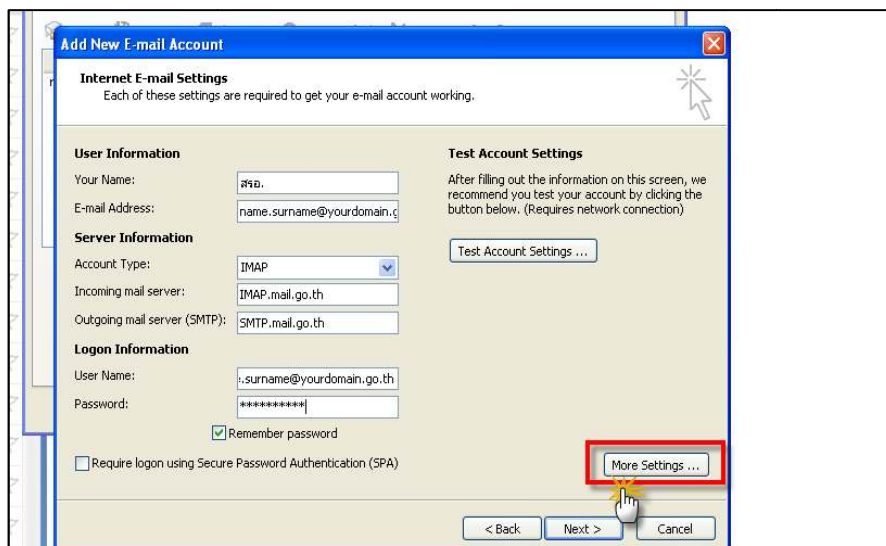 Add New E-mail Account
Internet E-mail Settings
Each of these settings are required to get your e-mail account working.
User Information
Your Name:
สรอ.
E-mail Address:
name.surname@yourdomain.g
Server Information
Account Type:
IMAP
Incoming mail server:
IMAP.mail.go.th
Outgoing mail server (SMTP):
SMTP.mail.go.th
Logon Information
User Name:
.surname@yourdomain.go.th
Password:
**********
Remember password
Require logon using Secure Password Authentication (SPA)
Test Account Settings
After filling out the information on this screen, we
recommend you test your account by clicking the
button below. (Requires network connection)
Test Account Settings ...
More Settings ...
< Back
Next >
Cancel